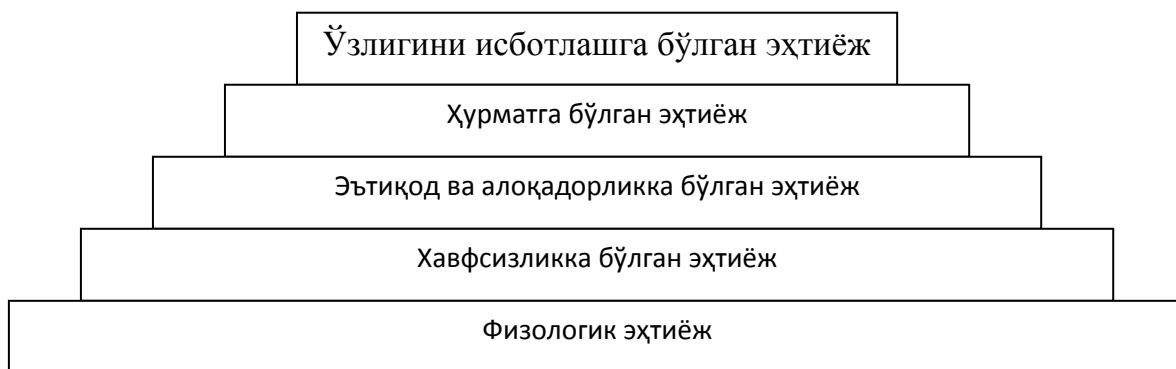 Ўзлигини исботлашга бўлган эҳтиёж
Ҳурматга бўлган эҳтиёж
Эътиқод ва алоқадорликка бўлган эҳтиёж
Хавфсизликка бўлган эҳтиёж
Физологик эҳтиёж